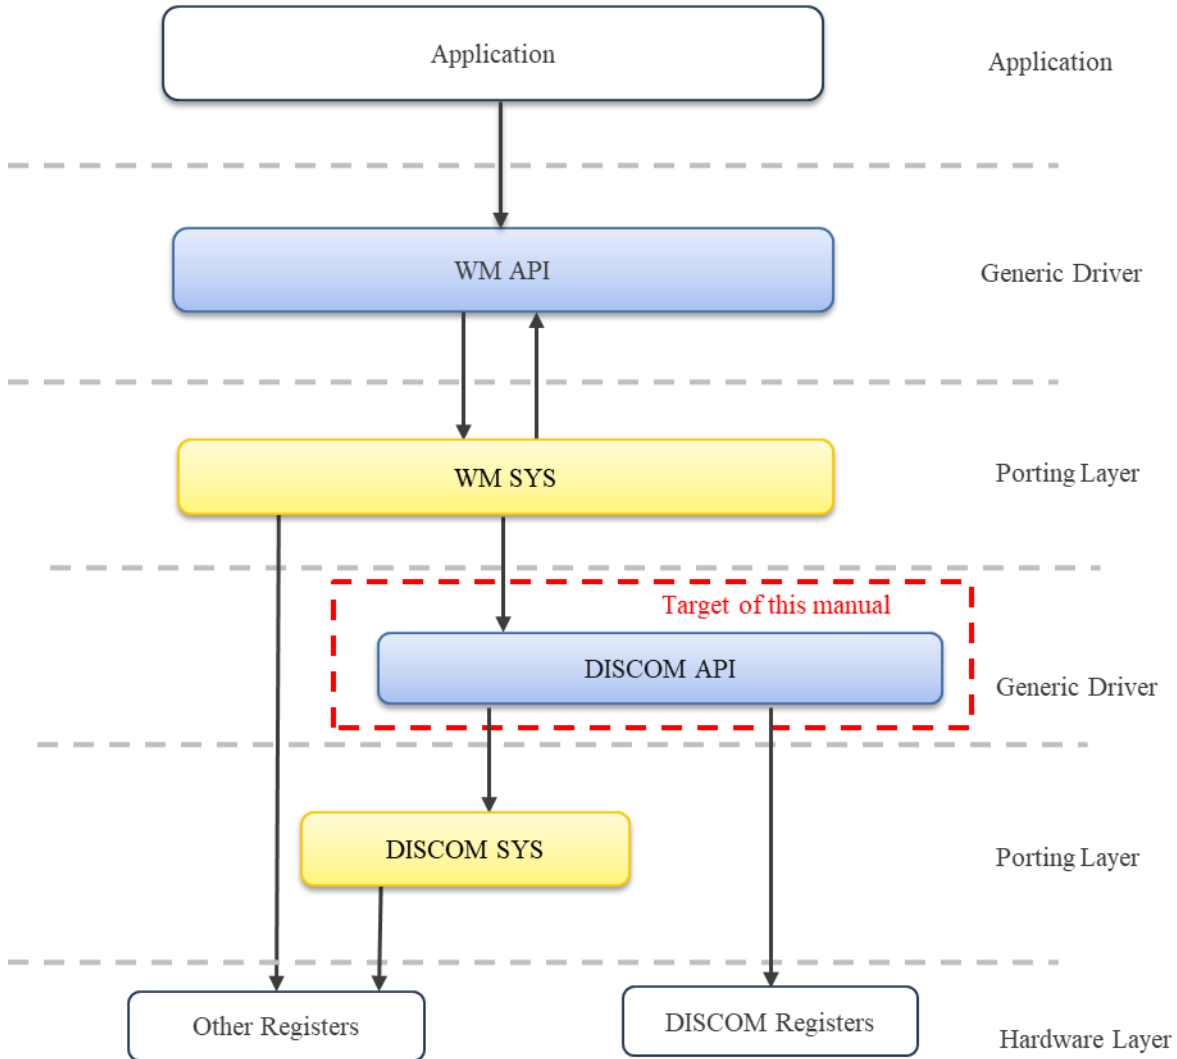 Application
Application
WM API
Generic Driver
WM SYS
Porting Layer
Target of this manual
DISCOM API
Generic Driver
DISCOM SYS
Porting Layer
Other Registers
DISCOM Registers
Hardware Layer